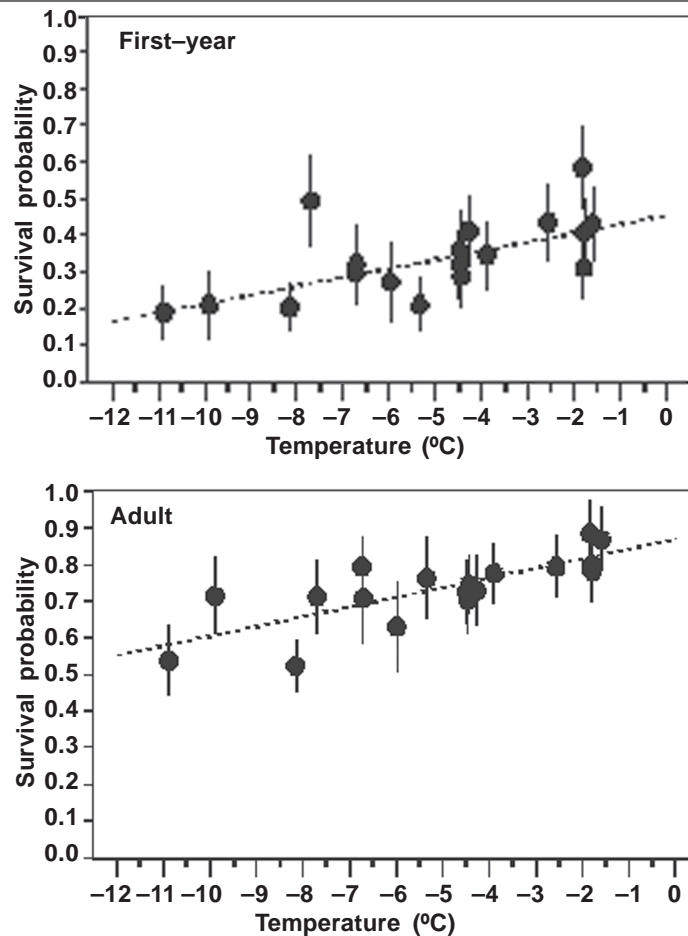 First–year
Survival probability
1.0
0.9
0.8
0.7
0.6
0.5
0.4
0.3
0.2
0.1
0.0
–12 –11 –10 –9 –8 –7 –6 –5 –4 –3 –2 –1 0
Temperature (ºC)
Adult
Survival probability
1.0
0.9
0.8
0.7
0.6
0.5
0.4
0.3
0.2
0.1
0.0
–12 –11 –10 –9 –8 –7 –6 –5 –4 –3 –2 –1 0
Temperature (ºC)